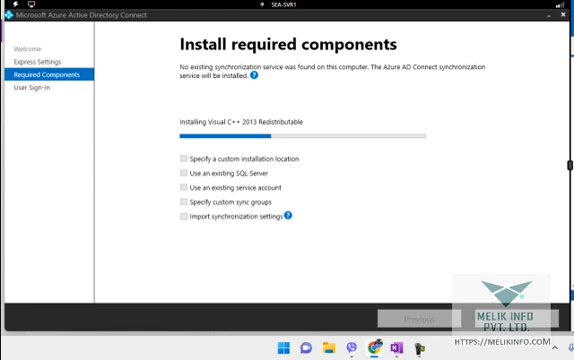 SEA-SVR1
Microsoft Azure Active Directory Connect
Welcome
Express Settings
Required Components
User Sign-In
Install required components
No existing synchronization service was found on this computer. The Azure AD Connect synchronization
service will be installed. ?
Installing Visual C++ 2013 Redistributable
Specify a custom installation location
Use an existing SQL Server
Use an existing service account
Specify custom sync groups
Import synchronization settings ?
Previous
MELIK INFO
PVT. LTD.
HTTPS://MELIKINFO.COM